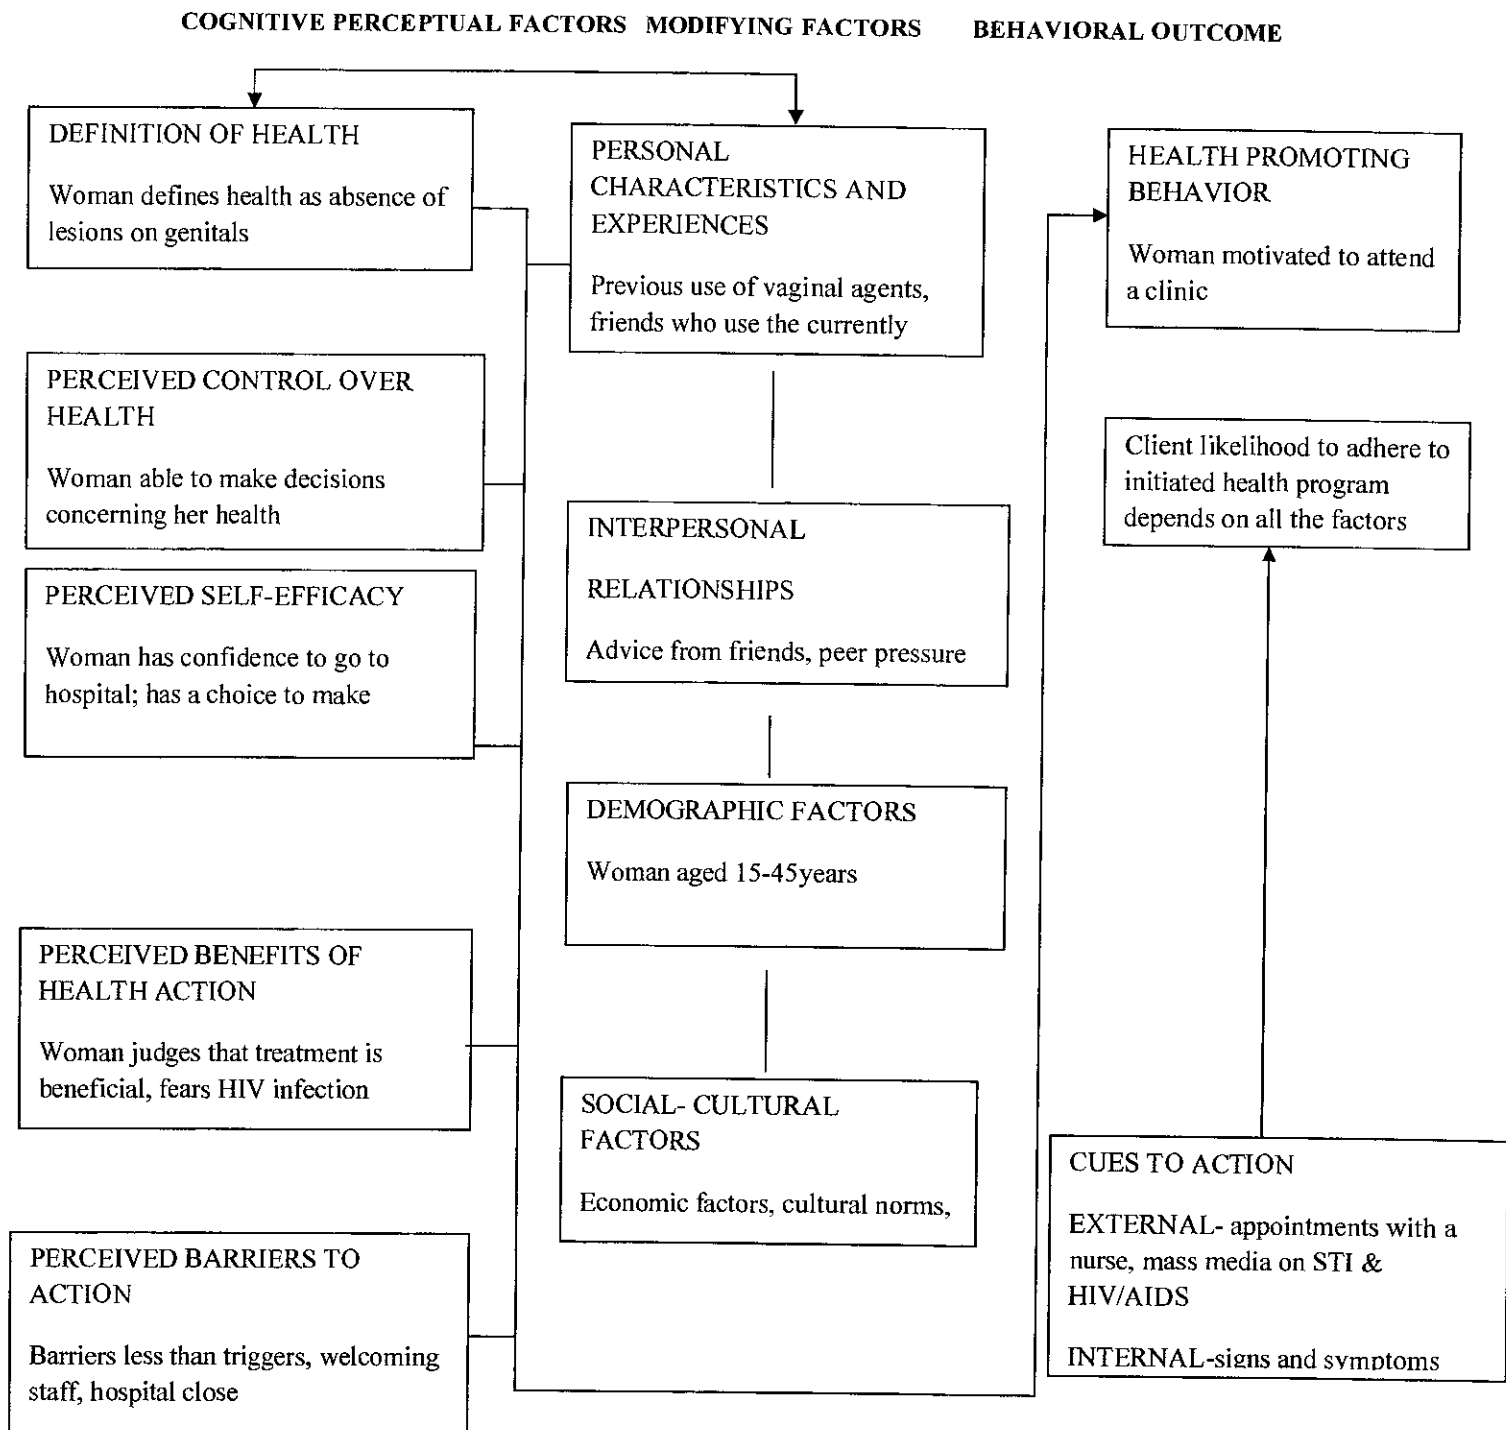 COGNITIVE PERCEPTUAL FACTORS MODIFYING FACTORS BEHAVIORAL OUTCOME
DEFINITION OF HEALTH
Woman defines health as absence of
lesions on genitals
PERCEIVED CONTROL OVER
HEALTH
Woman able to make decisions
concerning her health
PERCEIVED SELF-EFFICACY
Woman has confidence to go to
hospital; has a choice to make
PERCEIVED BENEFITS OF
HEALTH ACTION
Woman judges that treatment is
beneficial, fears HIV infection
PERCEIVED BARRIERS TO
ACTION
Barriers less than triggers, welcoming
staff, hospital close
PERSONAL
CHARACTERISTICS AND
EXPERIENCES
Previous use of vaginal agents,
friends who use the currently
INTERPERSONAL
RELATIONSHIPS
Advice from friends, peer pressure
DEMOGRAPHIC FACTORS
Woman aged 15-45years
SOCIAL- CULTURAL
FACTORS
Economic factors, cultural norms,
HEALTH PROMOTING
BEHAVIOR
Woman motivated to attend
a clinic
Client likelihood to adhere to
initiated health program
depends on all the factors
CUES TO ACTION
EXTERNAL- appointments with a
nurse, mass media on STI &
HIV/AIDS
INTERNAL-signs and symptoms